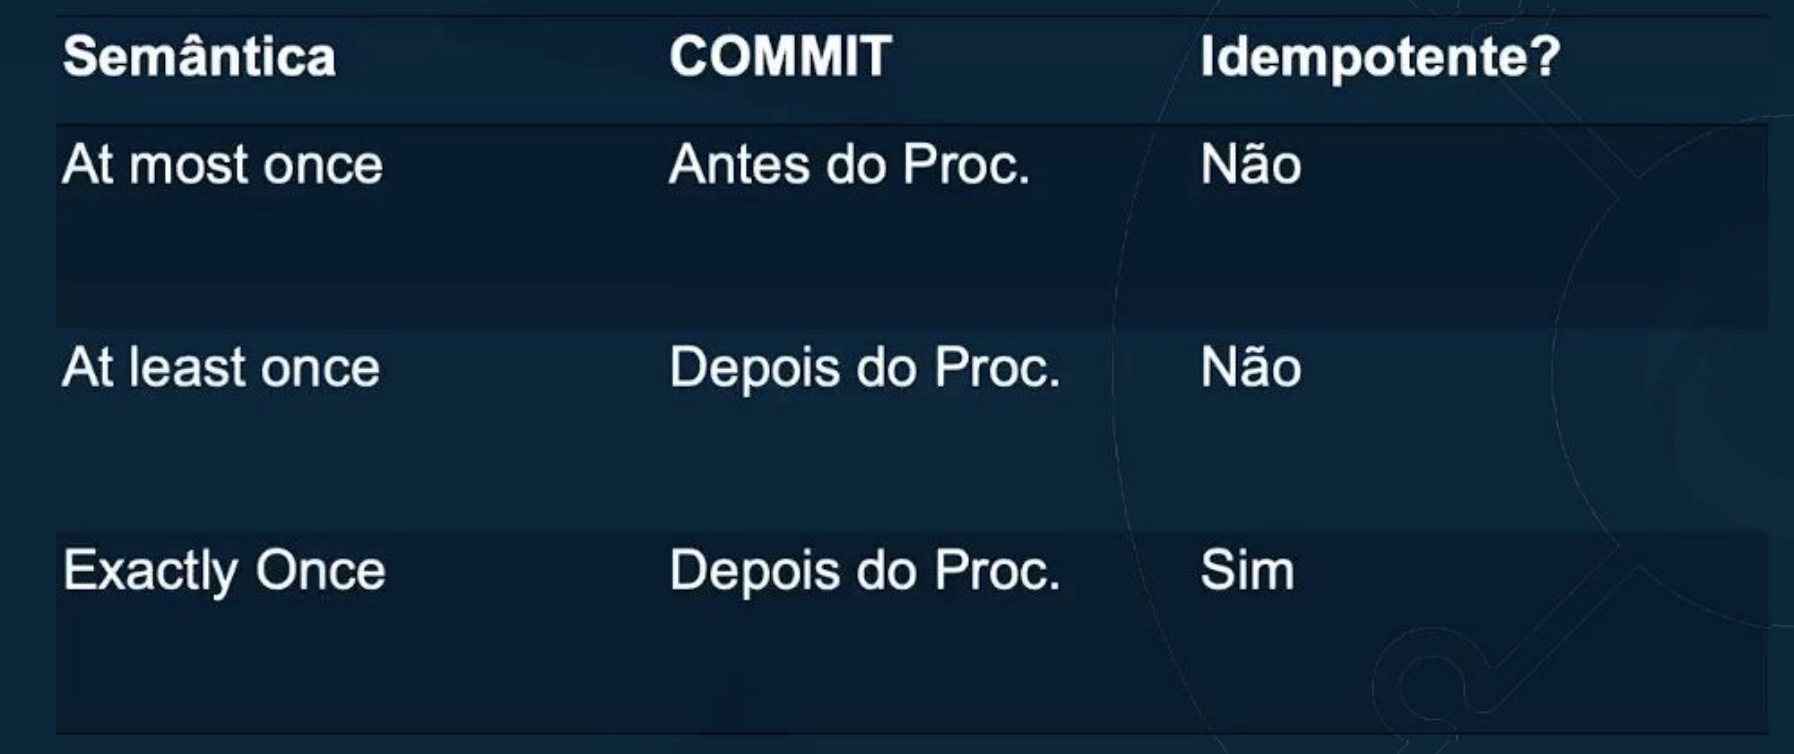 Semântica COMMIT Idempotente?
At most once Antes do Proc. Não
At least once Depois do Proc. Não
Exactly Once Depois do Proc. Sim